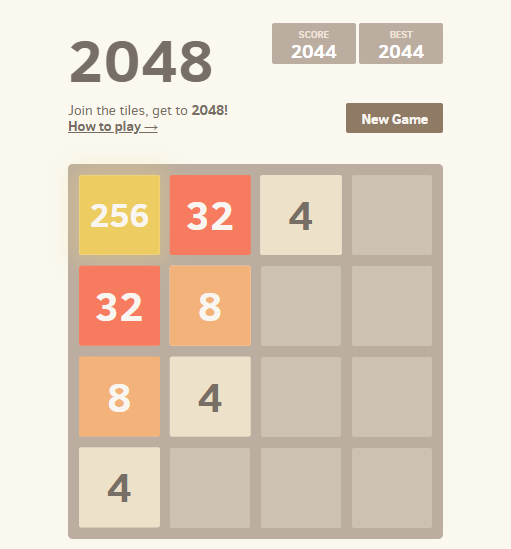 2048
SCORE
2044
BEST
2044
Join the tiles, get to 2048!
How to play →
New Game
256 32 4
32 8
8 4
4